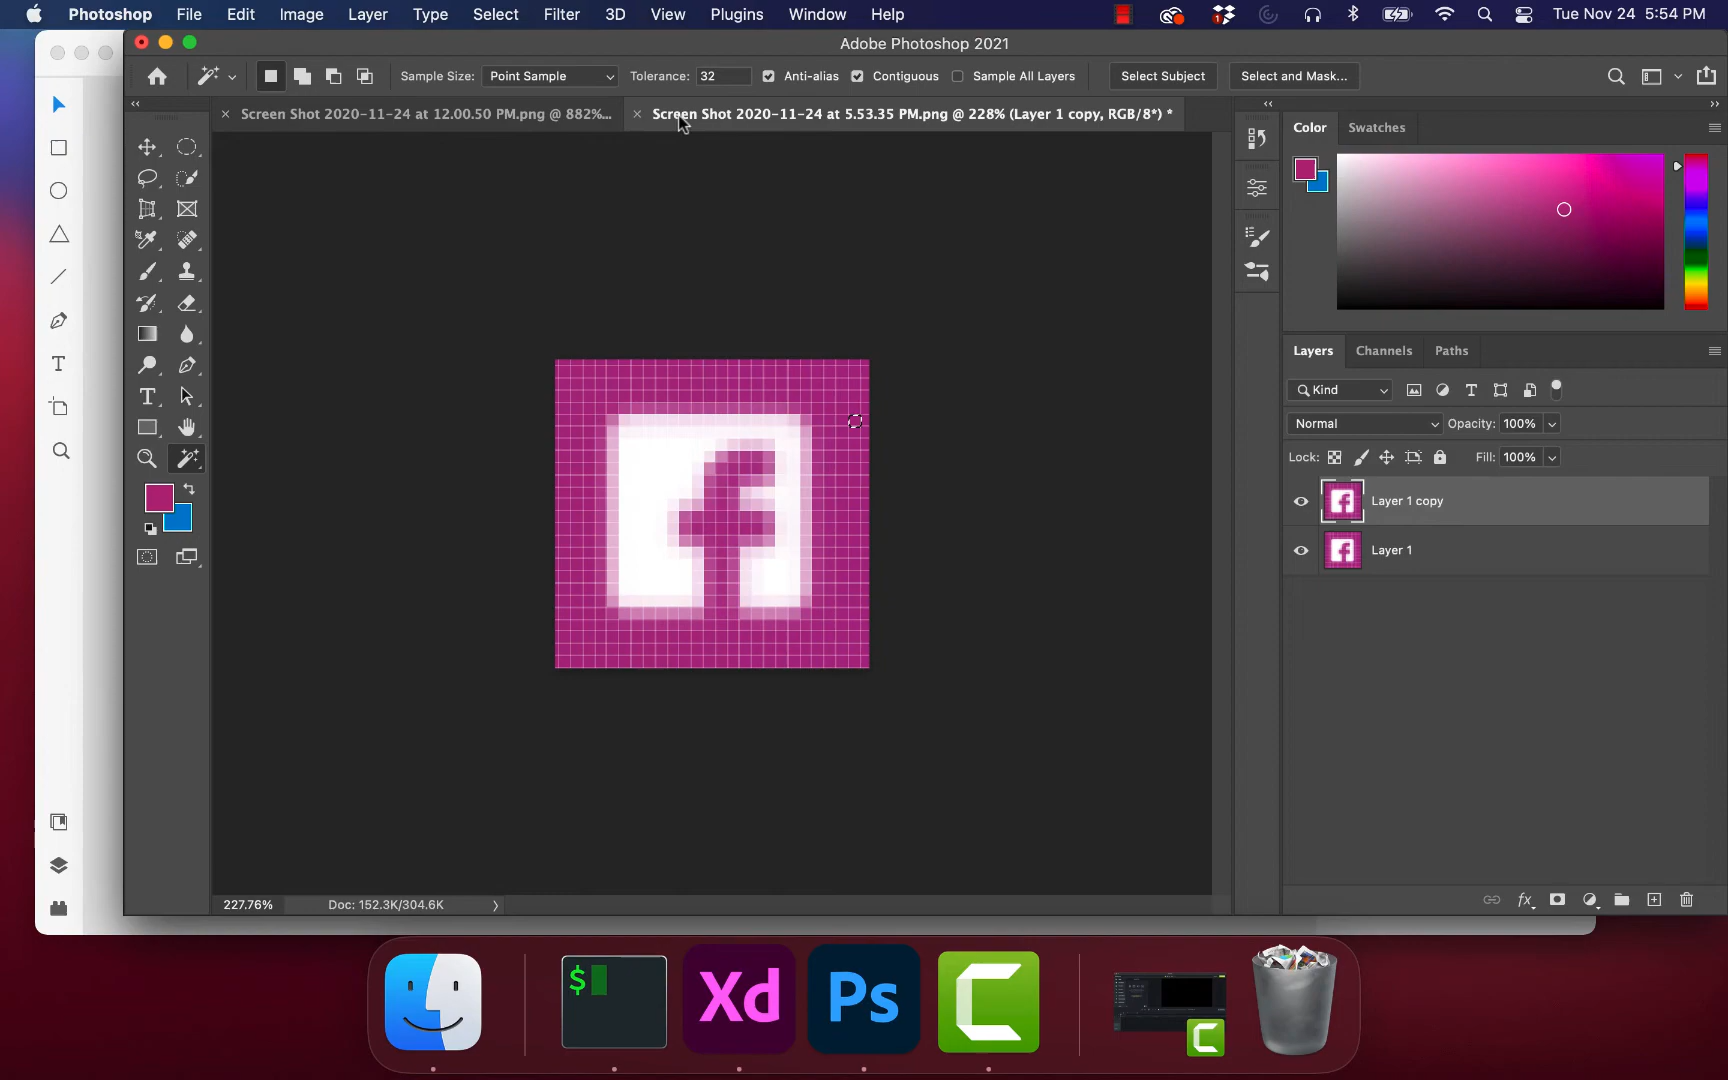 Photoshop File Edit Image Layer Type Select Filter 3D View Plugins Window Help 1 Tue Nov 24 5:54 PM
Adobe Photoshop 2021
Sample Size: Point Sample Tolerance: 32 Anti-alias Contiguous Sample All Layers Select Subject Select and Mask...
Screen Shot 2020-11-24 at 12.00.50 PM.png @ 882%... Screen Shot 2020-11-24 at 5.53.35 PM.png @ 228% (Layer 1 copy, RGB/8*) *
Color Swatches
Layers Channels Paths
Kind
Normal Opacity: 100%
Lock: Fill: 100%
Layer 1 copy
Layer 1
f
T
T
fx
227.76% Doc: 152.3K/304.6K
$ Xd Ps C
C